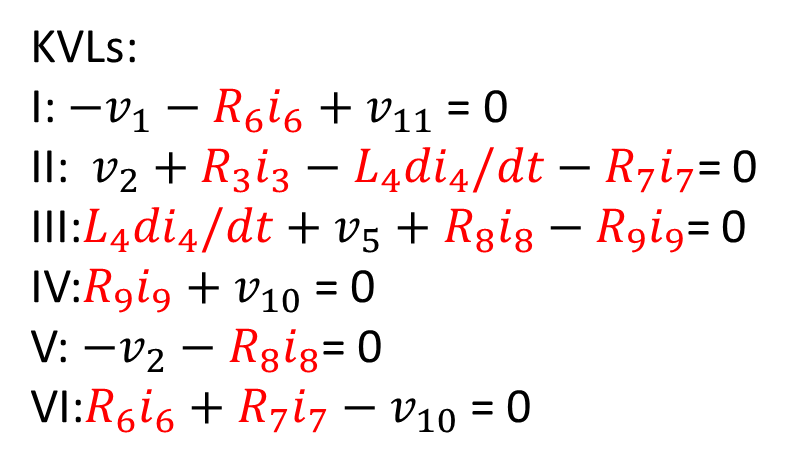 KVLs:
I: −v₁ − R₆i₆ + v₁₁ = 0
II: v₂ + R₃i₃ − L₄di₄/dt − R₇i₇= 0
III:L₄di₄/dt + v₅ + R₈i₈ − R₉i₉= 0
IV:R₉i₉ + v₁₀ = 0
V: −v₂ − R₈i₈= 0
VI:R₆i₆ + R₇i₇ − v₁₀ = 0